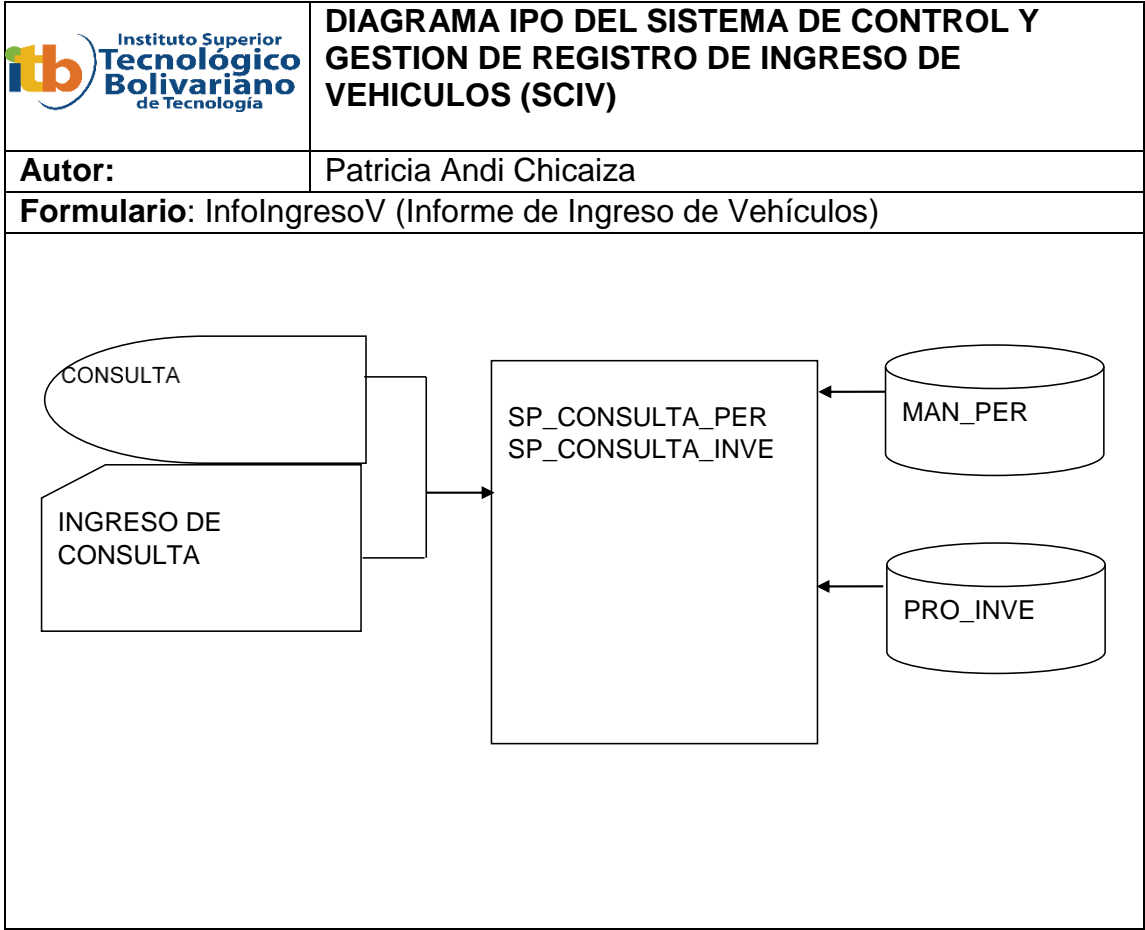 Instituto Superior
Tecnológico
Bolivariano
de Tecnología
itb
DIAGRAMA IPO DEL SISTEMA DE CONTROL Y
GESTION DE REGISTRO DE INGRESO DE
VEHICULOS (SCIV)
Autor:
Patricia Andi Chicaiza
Formulario: InfoIngresoV (Informe de Ingreso de Vehículos)
CONSULTA
INGRESO DE
CONSULTA
SP_CONSULTA_PER
SP_CONSULTA_INVE
MAN_PER
PRO_INVE